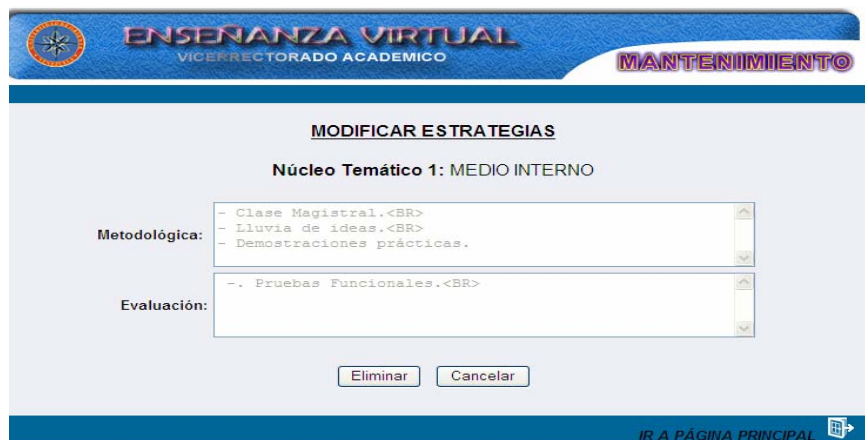 ENSEÑANZA VIRTUAL
VICERRECTORADO ACADEMICO
MANTENIMIENTO
MODIFICAR ESTRATEGIAS
Núcleo Temático 1: MEDIO INTERNO
Metodológica:
- Clase Magistral.<BR>
- Lluvia de ideas.<BR>
- Demostraciones prácticas.
Evaluación:
-. Pruebas Funcionales.<BR>
Eliminar Cancelar
IR A PÁGINA PRINCIPAL